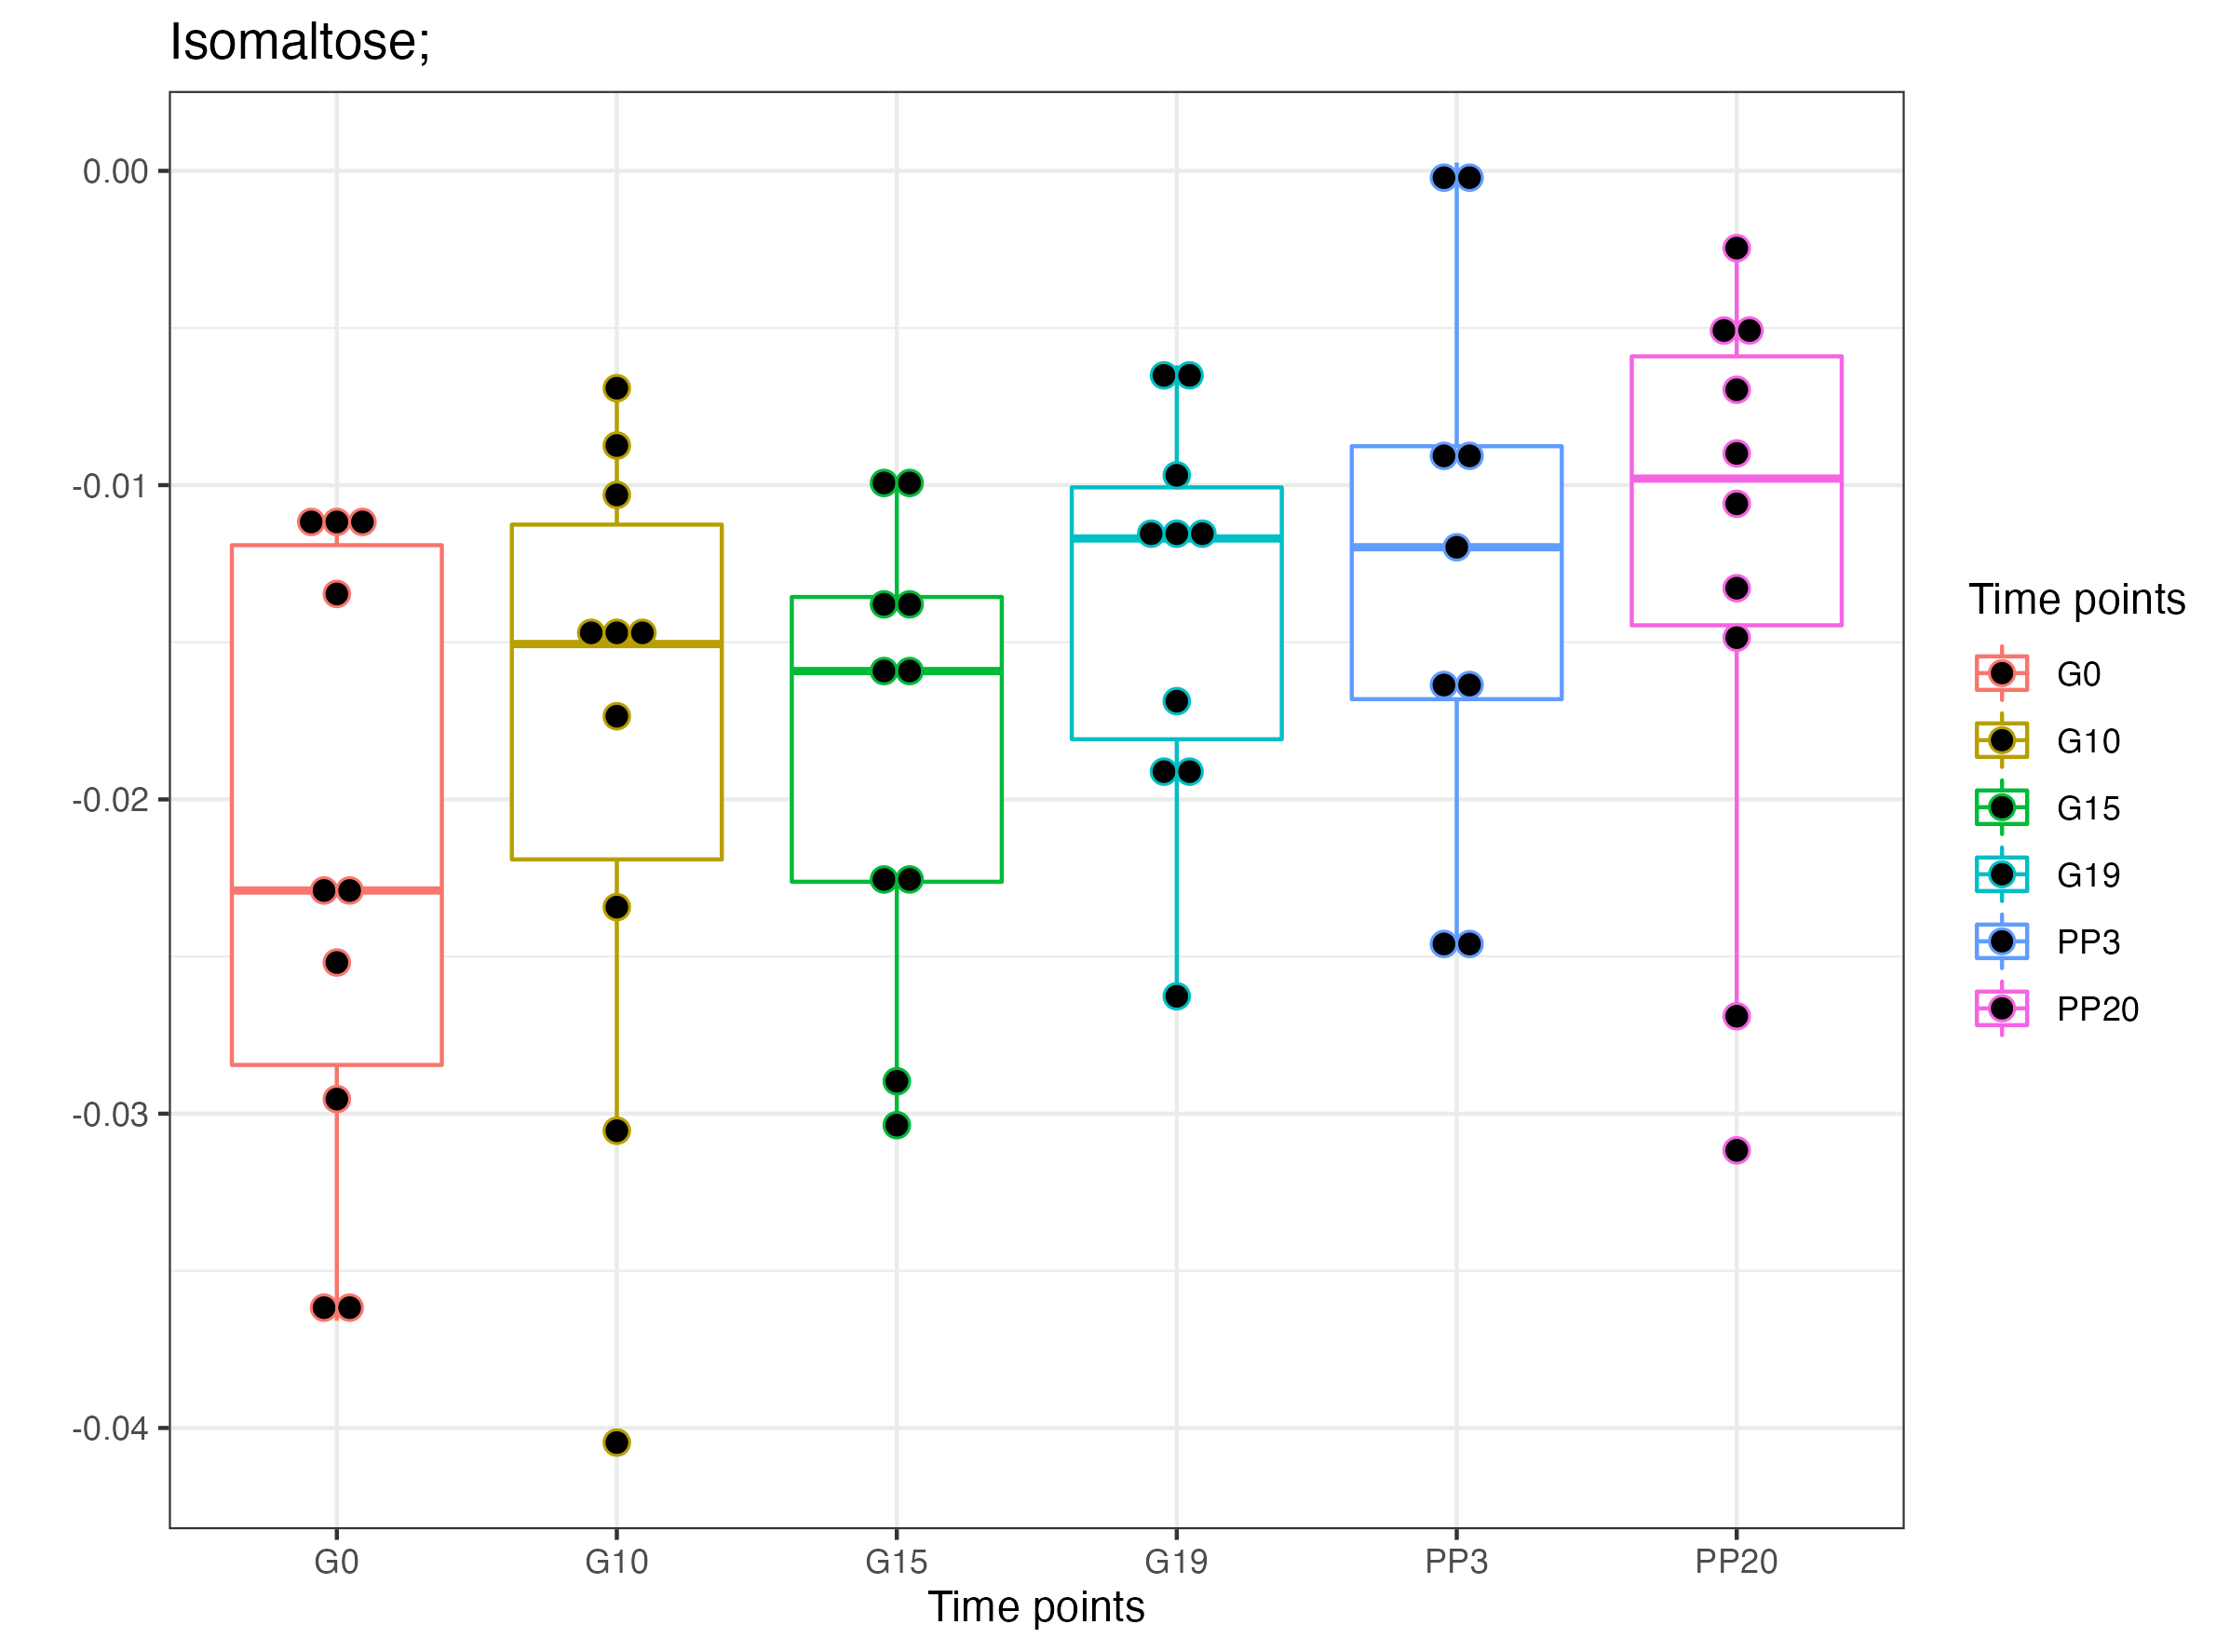 Isomaltose;
0.00
-0.01
-0.02
-0.03
-0.04
G0 G10 G15 G19 PP3 PP20
Time points
Time points
G0
G10
G15
G19
PP3
PP20